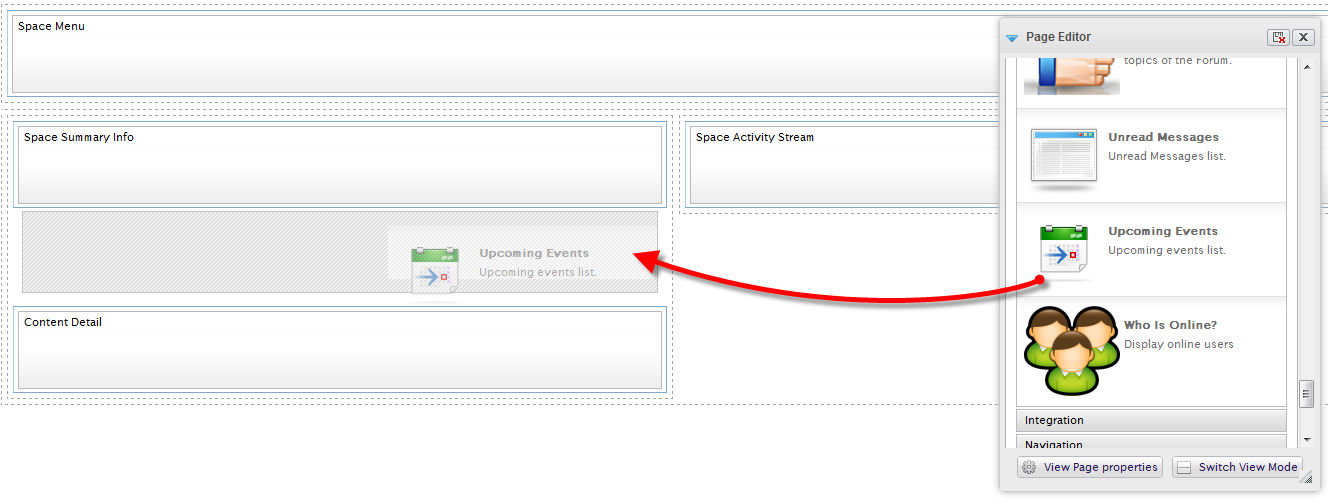 Space Menu
Space Summary Info
Space Activity Stream
Upcoming Events
Upcoming events list.
Content Detail
Page Editor
topics of the Forum.
Unread Messages
Unread Messages list.
Upcoming Events
Upcoming events list.
Who Is Online?
Display online users
Integration
Navigation
View Page properties
Switch View Mode